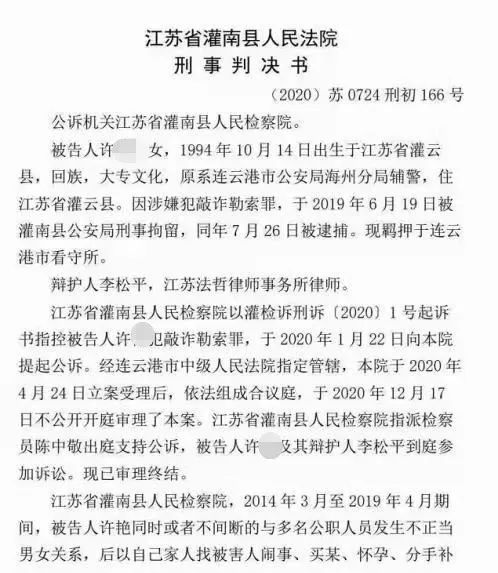 江苏省灌南县人民法院
刑事判决书
（2020）苏 0724 刑初 166 号
公诉机关江苏省灌南县人民检察院。
被告人许 女，1994 年 10 月 14 日出生于江苏省灌云
县，回族，大专文化，原系连云港市公安局海州分局辅警，住
江苏省灌云县。因涉嫌犯敲诈勒索罪，于 2019 年 6 月 19 日被
灌南县公安局刑事拘留，同年 7 月 26 日被逮捕。现羁押于连云
港市看守所。
辩护人李松平，江苏法哲律师事务所律师。
江苏省灌南县人民检察院以灌检诉刑诉〔2020〕1 号起诉
书指控被告人许 犯敲诈勒索罪，于 2020 年 1 月 22 日向本院
提起公诉。经连云港市中级人民法院指定管辖，本院于 2020 年
4 月 24 日立案受理后，依法组成合议庭，于 2020 年 12 月 17
日不公开开庭审理了本案。江苏省灌南县人民检察院指派检察
员陈中敬出庭支持公诉，被告人许 及其辩护人李松平到庭参
加诉讼。现已审理终结。
江苏省灌南县人民检察院，2014 年 3 月至 2019 年 4 月期
间，被告人许艳同时或者不间断的与多名公职人员发生不正当
男女关系，后以自己家人找被害人闹事、买某、怀孕、分手补